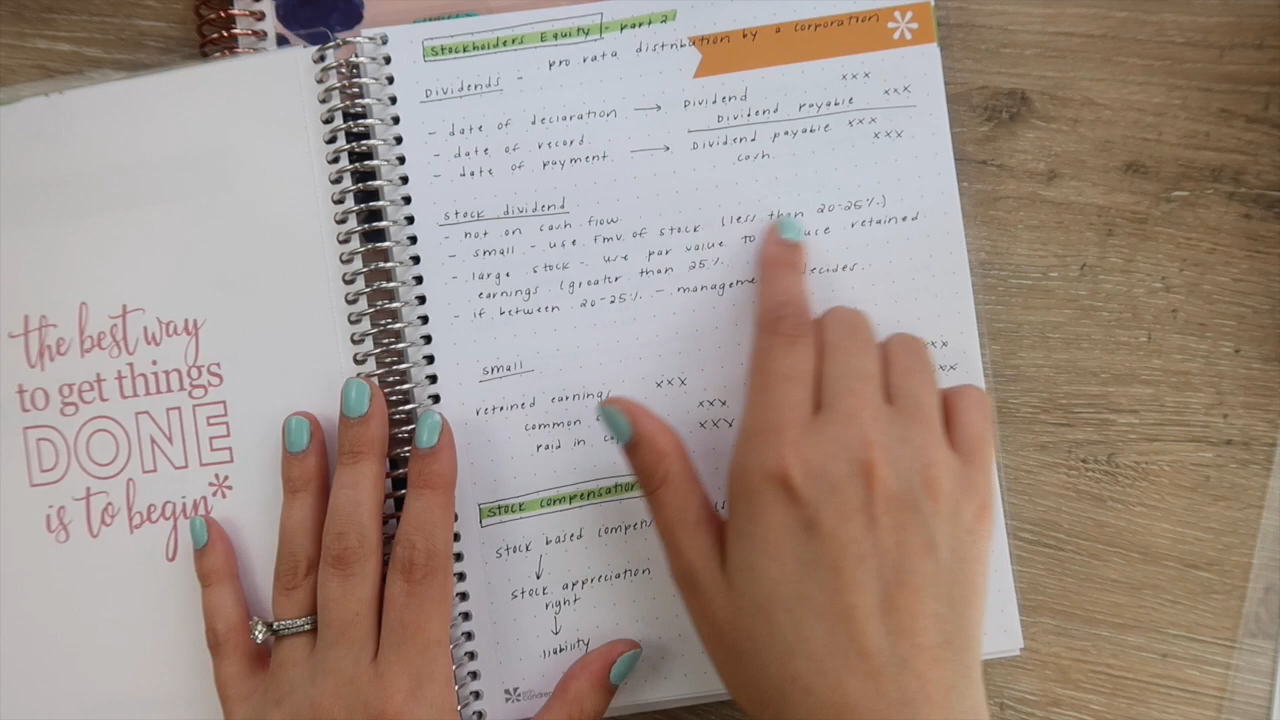 the best way
to get things
DONE
is to begin*
Stockholders Equity - part 2
Dividends - pro rata distribution by a corporation
- date of declaration → Dividend xxx
Dividend payable xxx
- date of record.
- date of payment. → Dividend payable xxx
cash. xxx
stock dividend
- not on cash flow.
- small - use Fmv. of stock (less than 20-25%.)
- large stock - use par value to use retained
earnings (greater than 25%.
- if between 20-25% - decides.
small
xxx
retained earnings xxx
xxx
common xxx
paid in xxx
stock compensation
stock based
↓
stock appreciation
right
↓
liability